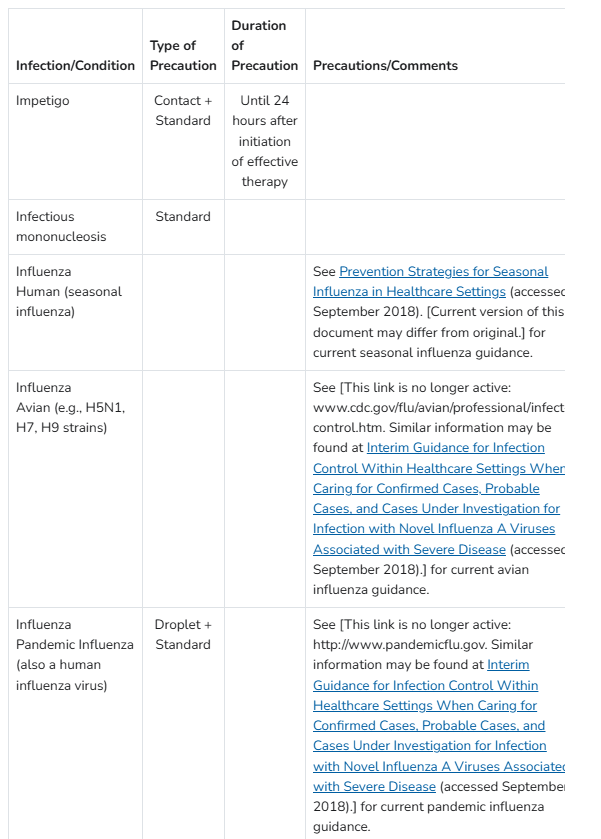 Infection/Condition
Type of
Precaution
Duration
of
Precaution
Precautions/Comments
Impetigo
Contact +
Standard
Until 24
hours after
initiation
of effective
therapy
Infectious
mononucleosis
Standard
Influenza
Human (seasonal
influenza)
See Prevention Strategies for Seasonal
Influenza in Healthcare Settings (accessed
September 2018). [Current version of this
document may differ from original.] for
current seasonal influenza guidance.
Influenza
Avian (e.g., H5N1,
H7, H9 strains)
See [This link is no longer active:
www.cdc.gov/flu/avian/professional/infect
control.htm. Similar information may be
found at Interim Guidance for Infection
Control Within Healthcare Settings When
Caring for Confirmed Cases, Probable
Cases, and Cases Under Investigation for
Infection with Novel Influenza A Viruses
Associated with Severe Disease (accessed
September 2018).] for current avian
influenza guidance.
Influenza
Pandemic Influenza
(also a human
influenza virus)
Droplet +
Standard
See [This link is no longer active:
http://www.pandemicflu.gov. Similar
information may be found at Interim
Guidance for Infection Control Within
Healthcare Settings When Caring for
Confirmed Cases, Probable Cases, and
Cases Under Investigation for Infection
with Novel Influenza A Viruses Associated
with Severe Disease (accessed September
2018).] for current pandemic influenza
guidance.